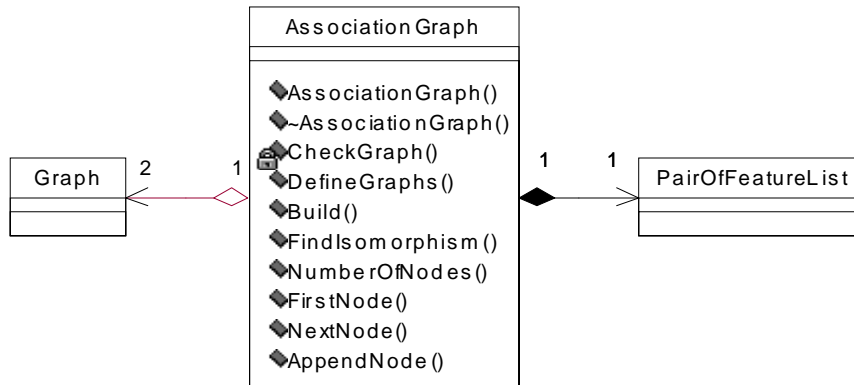 AssociationGraph
AssociationGraph()
~AssociationGraph()
CheckGraph()
DefineGraphs()
Build()
FindIsomorphism()
NumberOfNodes()
FirstNode()
NextNode()
AppendNode()
Graph
2
1
1
1
PairOfFeatureList